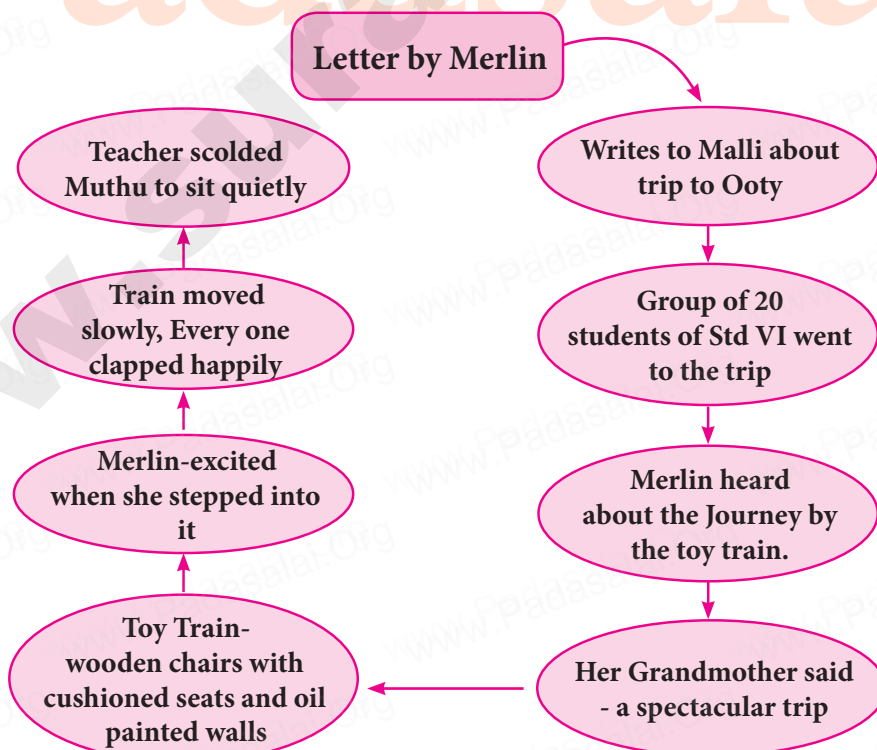 Letter by Merlin
Writes to Malli about
trip to Ooty
Group of 20
students of Std VI went
to the trip
Merlin heard
about the Journey by
the toy train.
Her Grandmother said
- a spectacular trip
Toy Train-
wooden chairs with
cushioned seats and oil
painted walls
Merlin-excited
when she stepped into
it
Train moved
slowly, Every one
clapped happily
Teacher scolded
Muthu to sit quietly